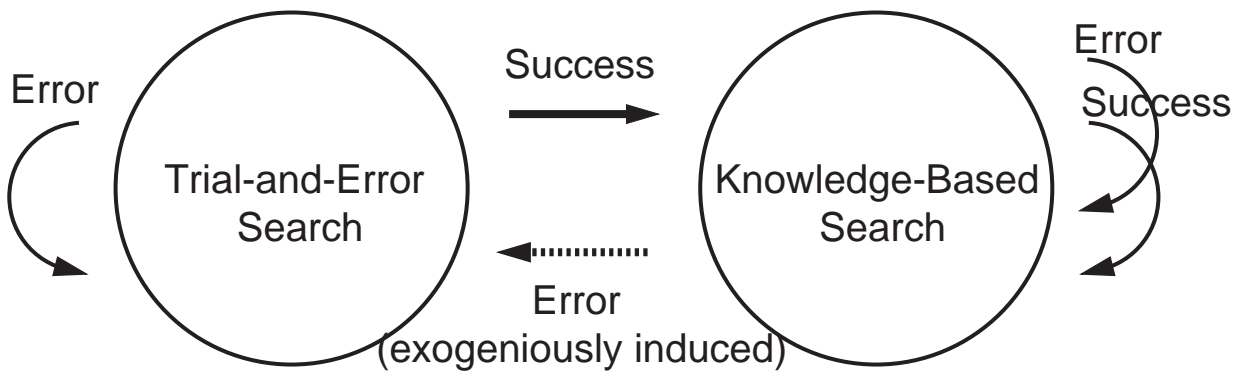 Error
Trial-and-Error
Search
Success
Error
(exogeniously induced)
Knowledge-Based
Search
Error
Success